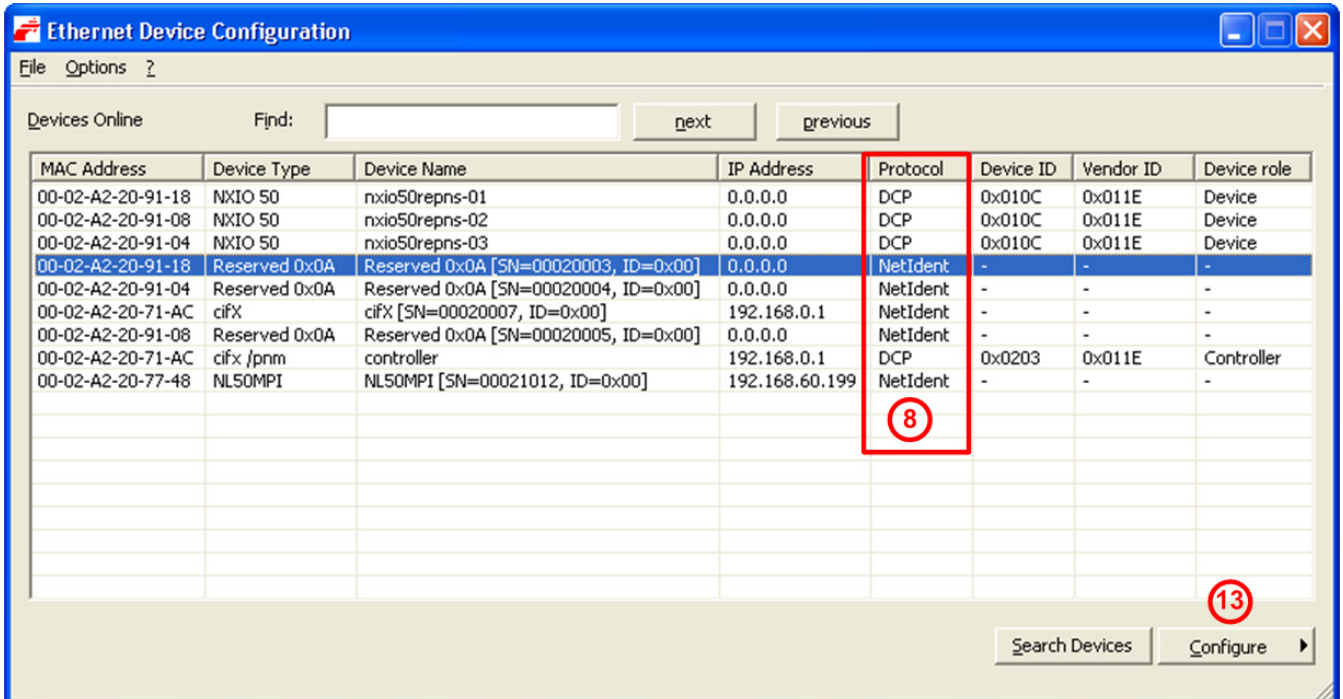 Ethernet Device Configuration
File Options ?
Devices Online Find: next previous
MAC Address Device Type Device Name IP Address Protocol Device ID Vendor ID Device role
00-02-A2-20-91-18 NXIO 50 nxio50repns-01 0.0.0.0 DCP 0x010C 0x011E Device
00-02-A2-20-91-08 NXIO 50 nxio50repns-02 0.0.0.0 DCP 0x010C 0x011E Device
00-02-A2-20-91-04 NXIO 50 nxio50repns-03 0.0.0.0 DCP 0x010C 0x011E Device
00-02-A2-20-91-18 Reserved 0x0A Reserved 0x0A [SN=00020003, ID=0x00] 0.0.0.0 NetIdent - - -
00-02-A2-20-91-04 Reserved 0x0A Reserved 0x0A [SN=00020004, ID=0x00] 0.0.0.0 NetIdent - - -
00-02-A2-20-71-AC cifX cifX [SN=00020007, ID=0x00] 192.168.0.1 NetIdent - - -
00-02-A2-20-91-08 Reserved 0x0A Reserved 0x0A [SN=00020005, ID=0x00] 0.0.0.0 NetIdent - - -
00-02-A2-20-71-AC cifx /pnm controller 192.168.0.1 DCP 0x0203 0x011E Controller
00-02-A2-20-77-48 NL50MPI NL50MPI [SN=00021012, ID=0x00] 192.168.60.199 NetIdent - - -
8
13
Search Devices Configure